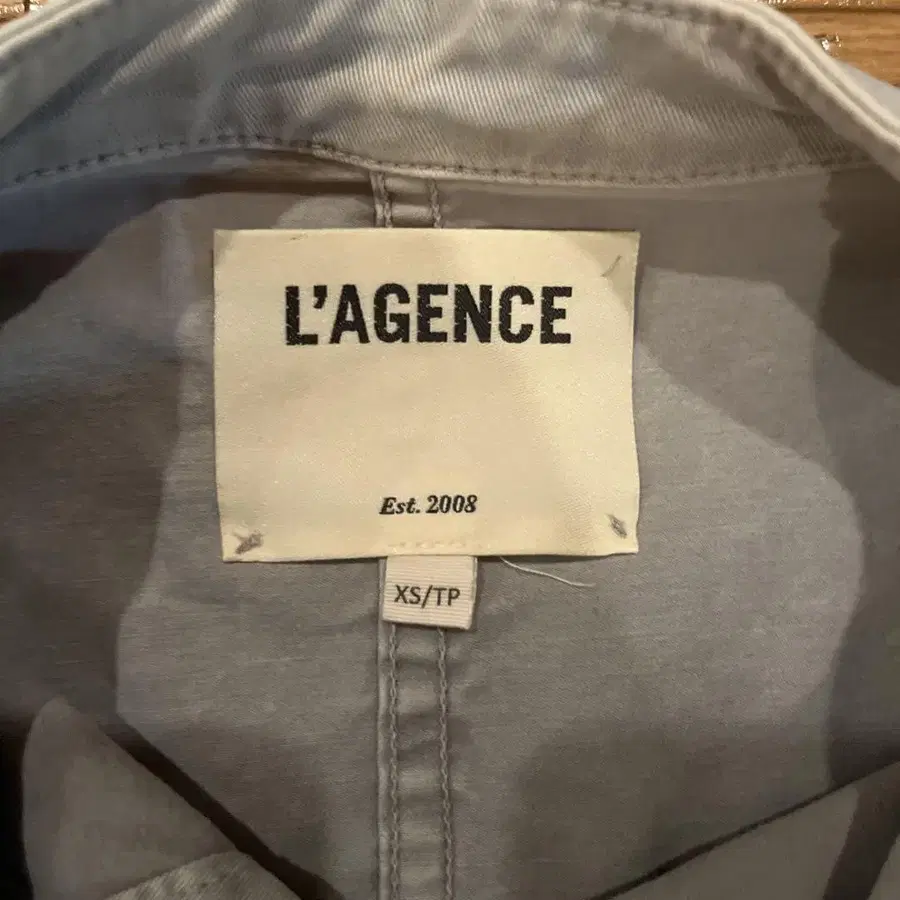 L'AGENCE
Est. 2008
XS/TP